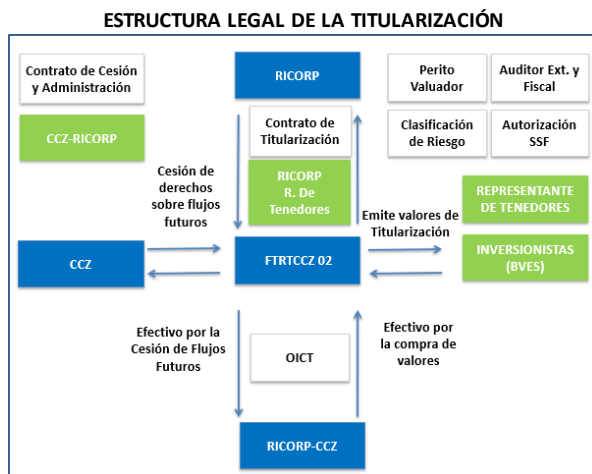 ESTRUCTURA LEGAL DE LA TITULARIZACIÓN
Contrato de Cesión
y Administración
CCZ-RICORP
RICORP
Contrato de
Titularización
RICORP
R. De
Tenedores
Perito
Valuador
Auditor Ext. y
Fiscal
Clasificación
de Riesgo
Autorización
SSF
Cesión de
derechos
sobre flujos
futuros
Emite valores de
Titularización
REPRESENTANTE
DE TENEDORES
CCZ
FTRTCCZ 02
INVERSIONISTAS
(BVES)
Efectivo por la
Cesión de Flujos
Futuros
OICT
Efectivo por
la compra de
valores
RICORP-CCZ